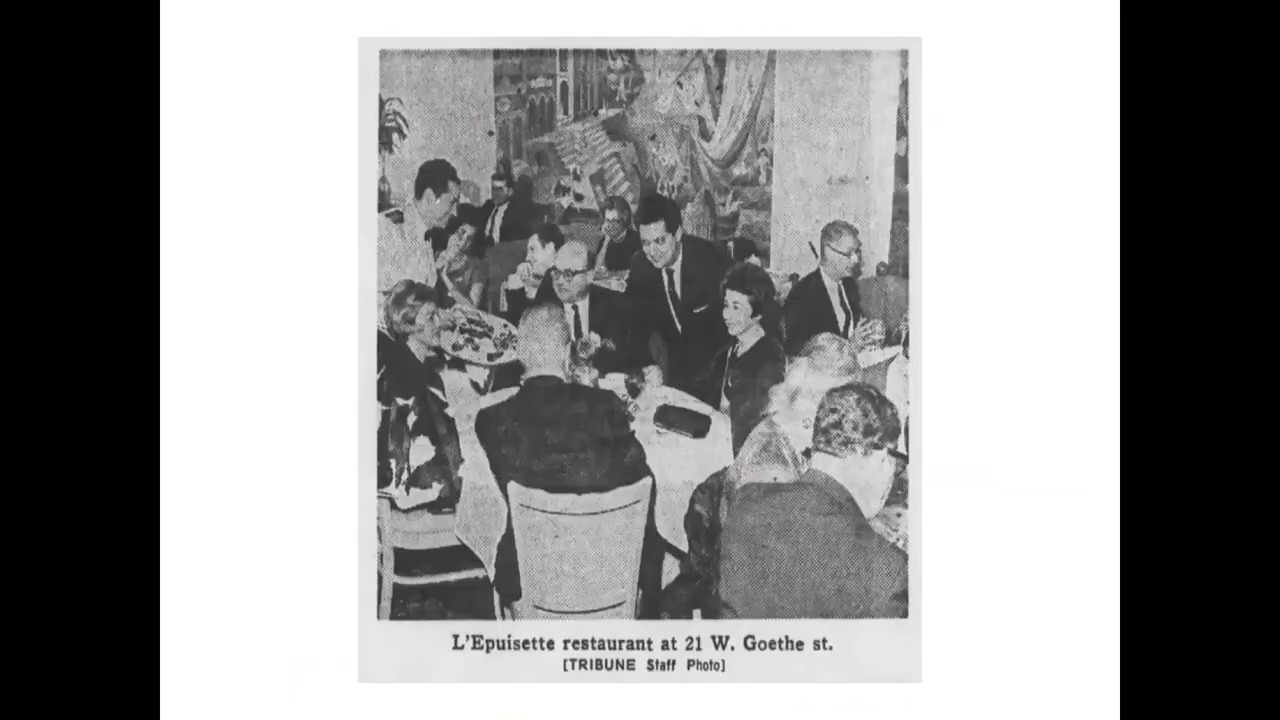 L'Epuisette restaurant at 21 W. Goethe st.
[TRIBUNE Staff Photo]